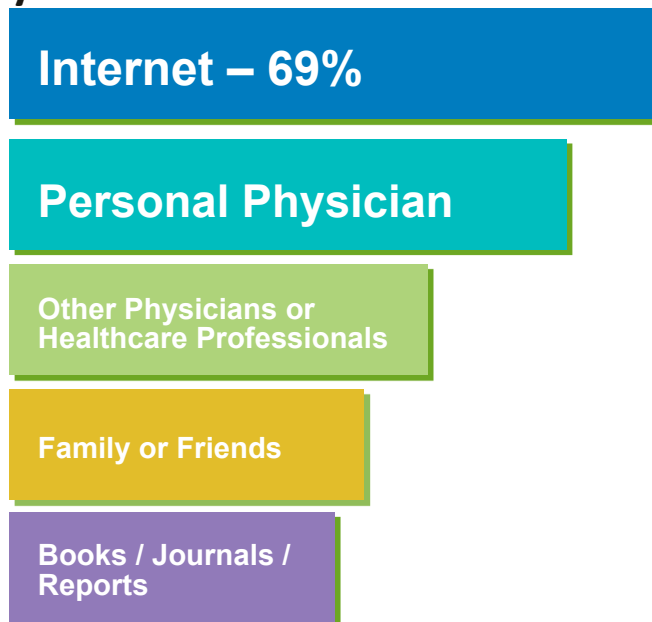 Internet – 69%
Personal Physician
Other Physicians or
Healthcare Professionals
Family or Friends
Books / Journals /
Reports